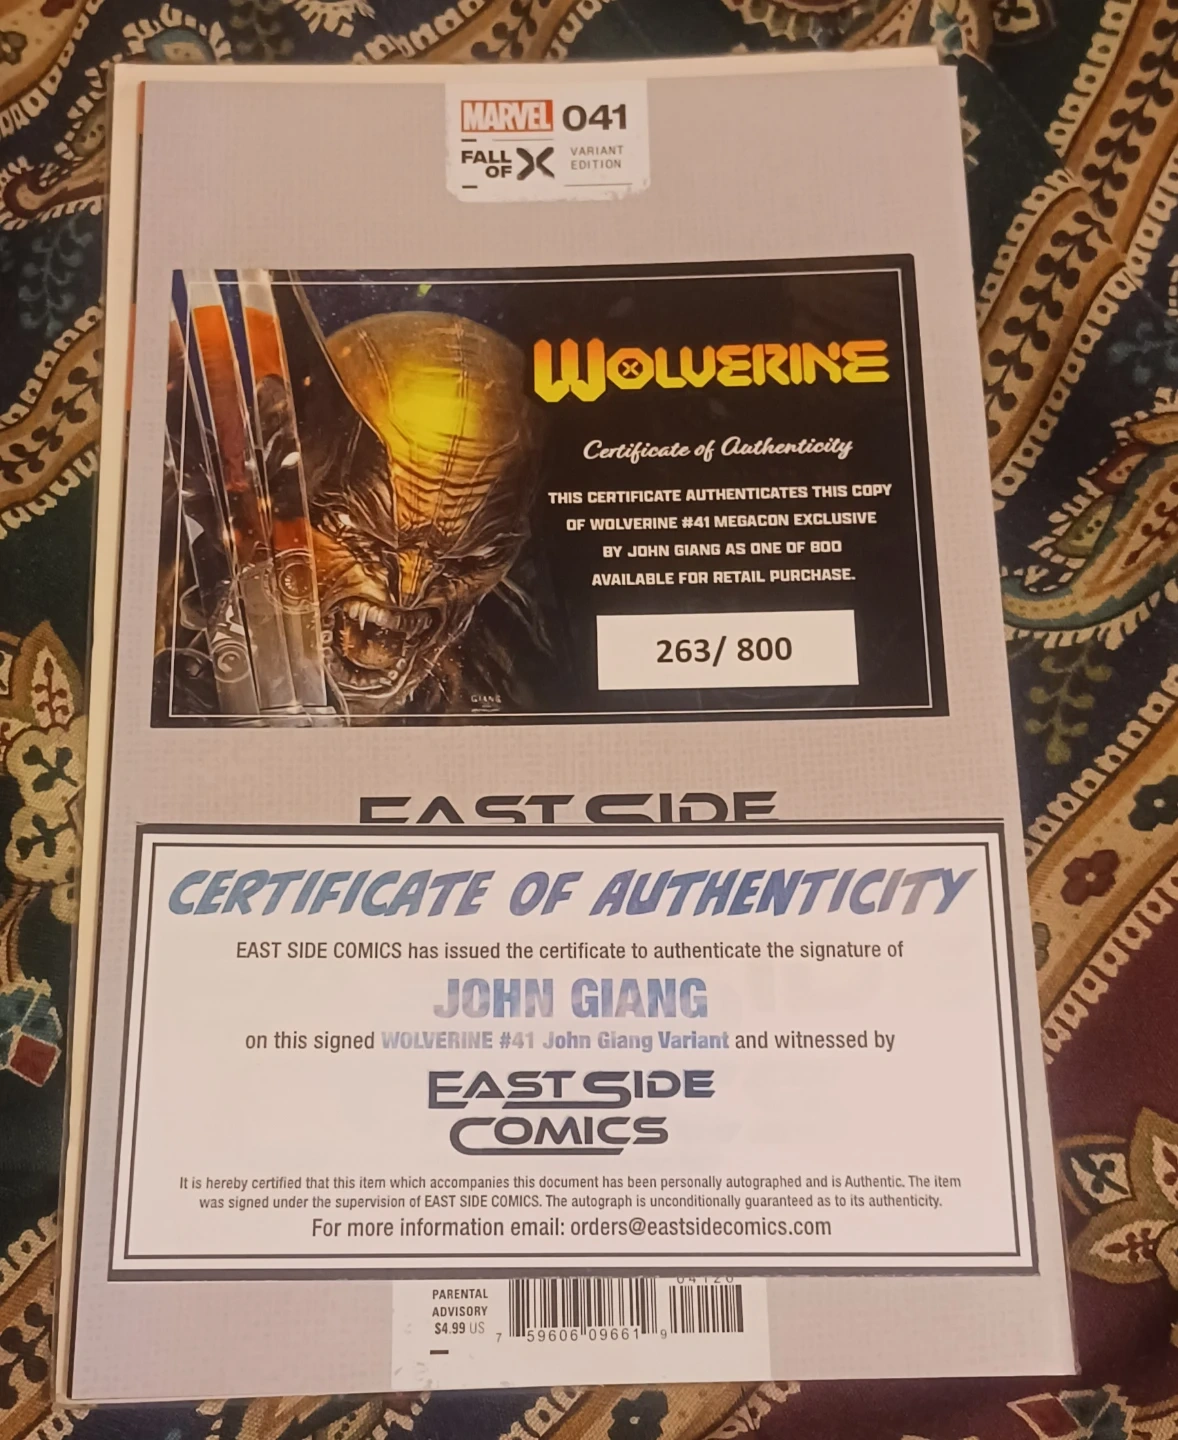 MARVEL 041
FALL OF X VARIANT EDITION
WOLVERINE
Certificate of Authenticity
THIS CERTIFICATE AUTHENTICATES THIS COPY
OF WOLVERINE #41 MEGACON EXCLUSIVE
BY JOHN GIANG AS ONE OF 800
AVAILABLE FOR RETAIL PURCHASE.
263/ 800
GIANG
EAST SIDE
CERTIFICATE OF AUTHENTICITY
EAST SIDE COMICS has issued the certificate to authenticate the signature of
JOHN GIANG
on this signed WOLVERINE #41 John Giang Variant and witnessed by
EAST SIDE
COMICS
It is hereby certified that this item which accompanies this document has been personally autographed and is Authentic. The item
was signed under the supervision of EAST SIDE COMICS. The autograph is unconditionally guaranteed as to its authenticity.
For more information email: orders@eastsidecomics.com
04120
PARENTAL
ADVISORY
$4.99 US
7 59606 09661 9